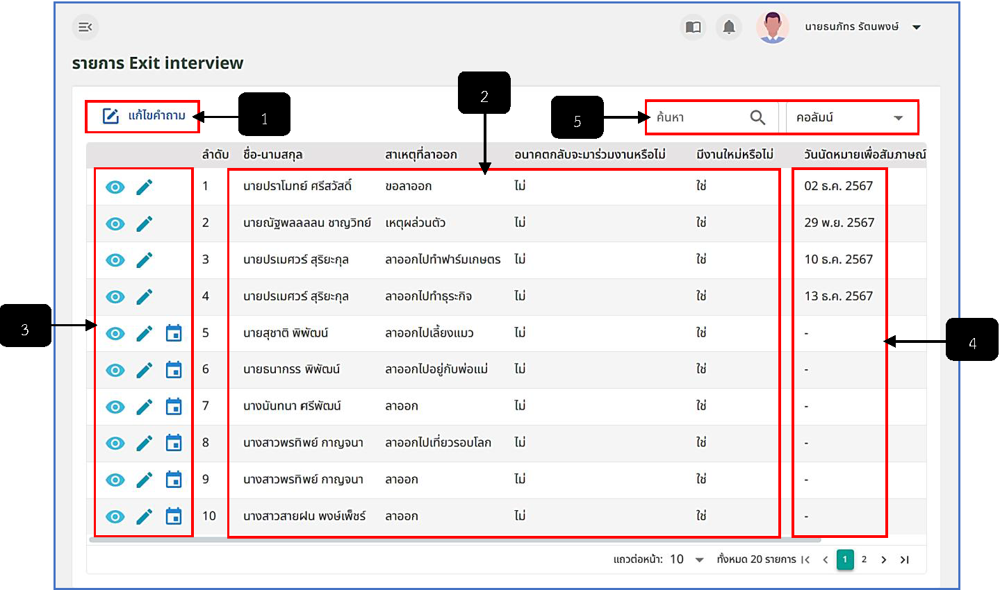 นายธนภัทร รัตนพงษ์
รายการ Exit interview
1
2
5
แก้ไขคำถาม
ค้นหา
คอลัมน์
ลำดับ ชื่อ-นามสกุล สาเหตุที่ลาออก อนาคตกลับจะมาร่วมงานหรือไม่ มีงานใหม่หรือไม่ วันนัดหมายเพื่อสัมภาษณ์
1 นายปราโมทย์ ศรีสวัสดิ์ ขอลาออก ไม่ ใช่ 02 ธ.ค. 2567
2 นายณัฐพลลลลน ชาญวิทย์ เหตุผล่วนตัว ไม่ ใช่ 29 พ.ย. 2567
3 นายปรเมศวร์ สุริยะกุล ลาออกไปทำฟาร์มเกษตร ไม่ ใช่ 10 ธ.ค. 2567
4 นายปรเมศวร์ สุริยะกุล ลาออกไปทำธุระกิจ ไม่ ใช่ 13 ธ.ค. 2567
3
5 นายสุชาติ พิพัฒน์ ลาออกไปเลี้ยงแมว ไม่ ใช่ -
4
6 นายธนากรร พิพัฒน์ ลาออกไปอยู่กับพ่อแม่ ไม่ ใช่ -
7 นางนันทนา ศรีพัฒน์ ลาออก ไม่ ใช่ -
8 นางสาวพรทิพย์ กาญจนา ลาออกไปเที่ยวรอบโลก ไม่ ใช่ -
9 นางสาวพรทิพย์ กาญจนา ลาออก ไม่ ใช่ -
10 นางสาวสายฝน พงษ์เพ็ชร์ ลาออก ไม่ ใช่ -
แถวต่อหน้า: 10 ทั้งหมด 20 รายการ 1 2